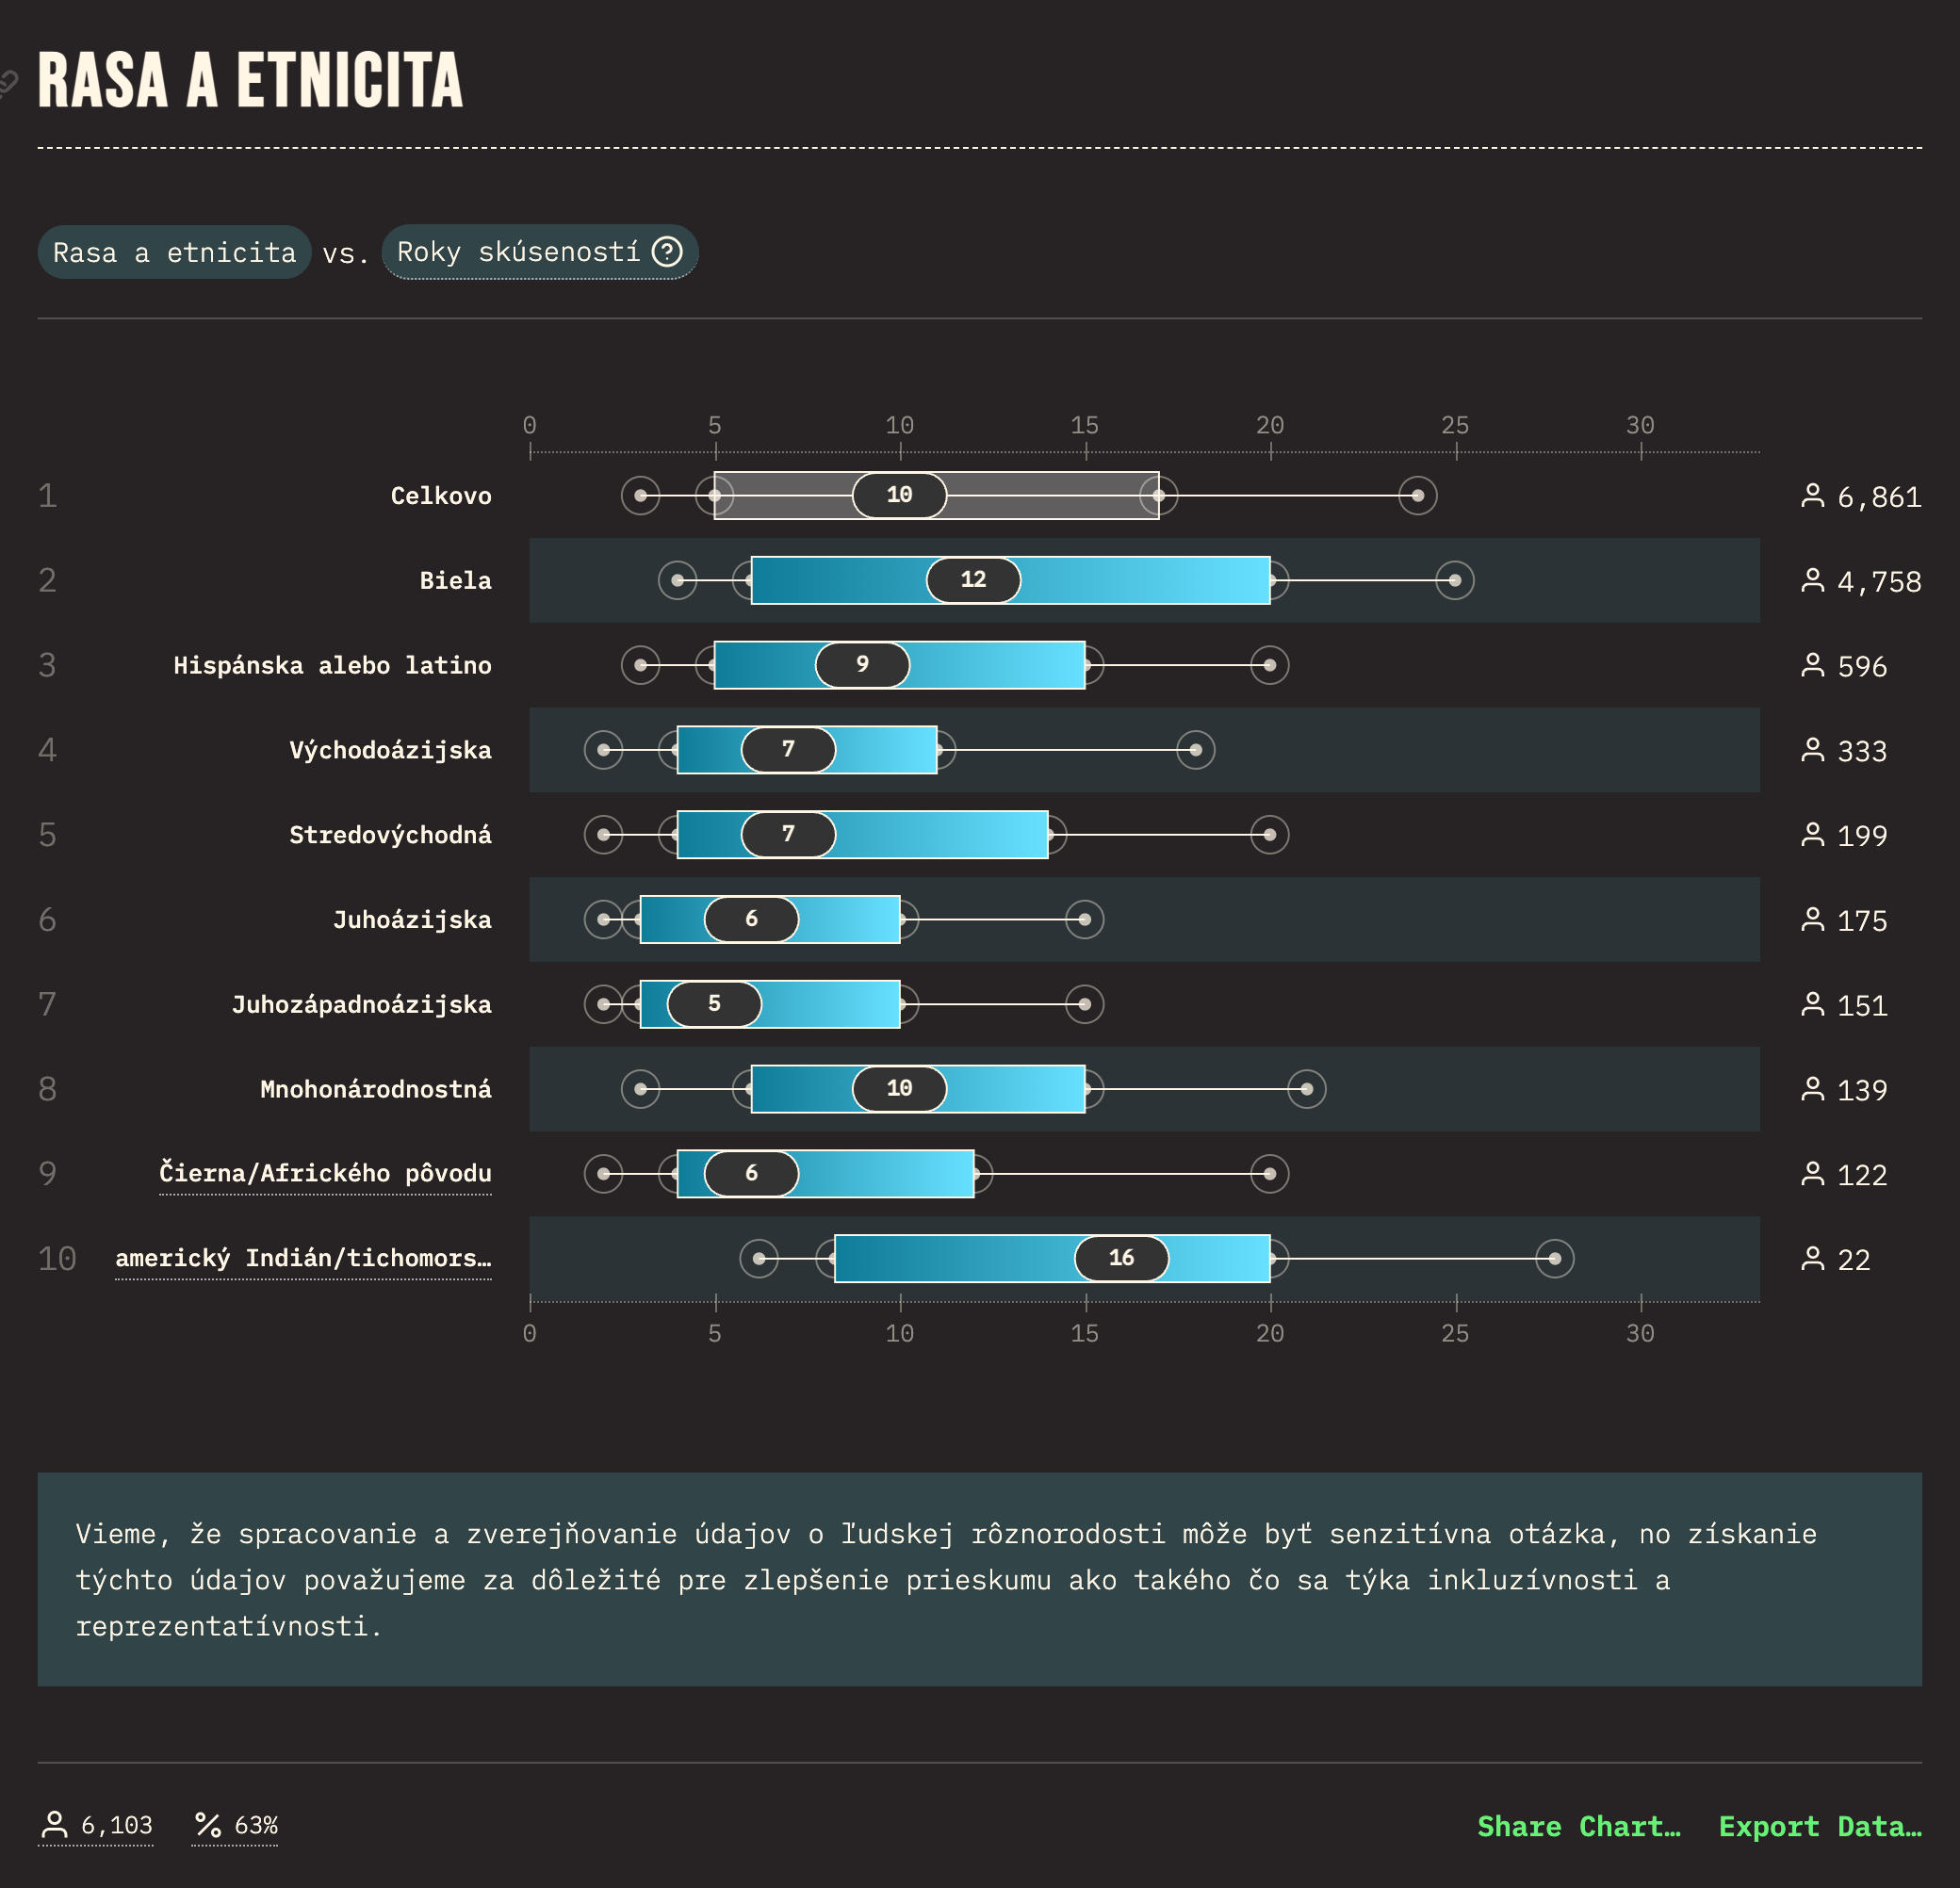 RASA A ETNICITA
Rasa a etnicita vs. Roky skúseností ?
0 5 10 15 20 25 30
1 Celkovo 10 6,861
2 Biela 12 4,758
3 Hispánska alebo latino 9 596
4 Východoázijska 7 333
5 Stredovýchodná 7 199
6 Juhoázijska 6 175
7 Juhozápadnoázijska 5 151
8 Mnohonárodnostná 10 139
9 Čierna/Afrického pôvodu 6 122
10 americký Indián/tichomors… 16 22
0 5 10 15 20 25 30
Vieme, že spracovanie a zverejňovanie údajov o ľudskej rôznorodosti môže byť senzitívna otázka, no získanie
týchto údajov považujeme za dôležité pre zlepšenie prieskumu ako takého čo sa týka inkluzívnosti a
reprezentatívnosti.
6,103 % 63% Share Chart… Export Data…